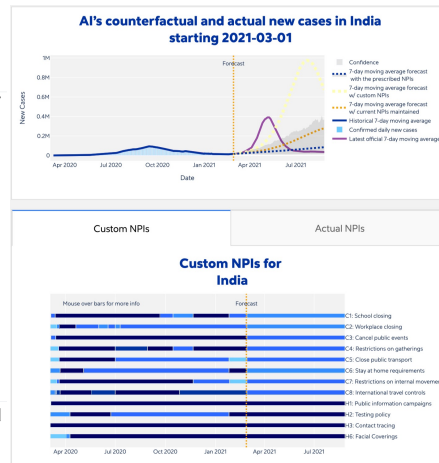 AI's counterfactual and actual new cases in India
starting 2021-03-01
Forecast
1M
0.8M
0.6M
0.4M
0.2M
0
New Cases
Apr 2020 Jul 2020 Oct 2020 Jan 2021 Apr 2021 Jul 2021
Date
Confidence
7-day moving average forecast
with the prescribed NPIs
7-day moving average forecast
w/ custom NPIs
7-day moving average forecast
w/ current NPIs maintained
Historical 7-day moving average
Confirmed daily new cases
Latest official 7-day moving average
Custom NPIs Actual NPIs
Custom NPIs for
India
Mouse over bars for more info Forecast
C1: School closing
C2: Workplace closing
C3: Cancel public events
C4: Restrictions on gatherings
C5: Close public transport
C6: Stay at home requirements
C7: Restrictions on internal moveme
C8: International travel controls
H1: Public information campaigns
H2: Testing policy
H3: Contact tracing
H6: Facial Coverings
Apr 2020 Jul 2020 Oct 2020 Jan 2021 Apr 2021 Jul 2021